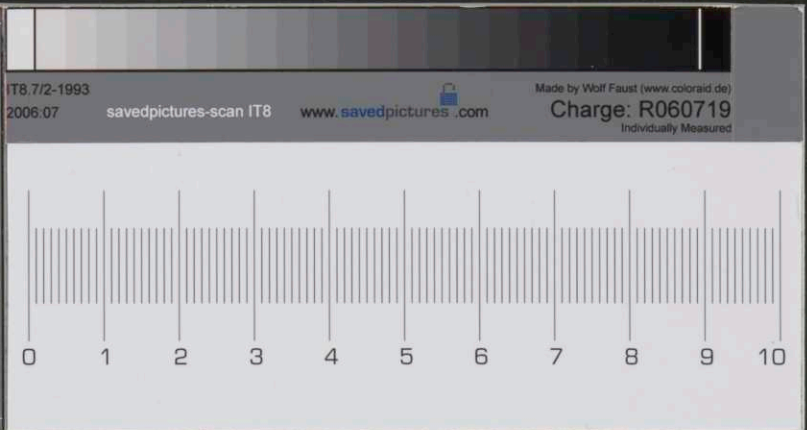 IT8.7/2-1993
2006:07
savedpictures-scan IT8
www.savedpictures.com
Made by Wolf Faust (www.coloraid.de)
Charge: R060719
Individually Measured
0 1 2 3 4 5 6 7 8 9 10